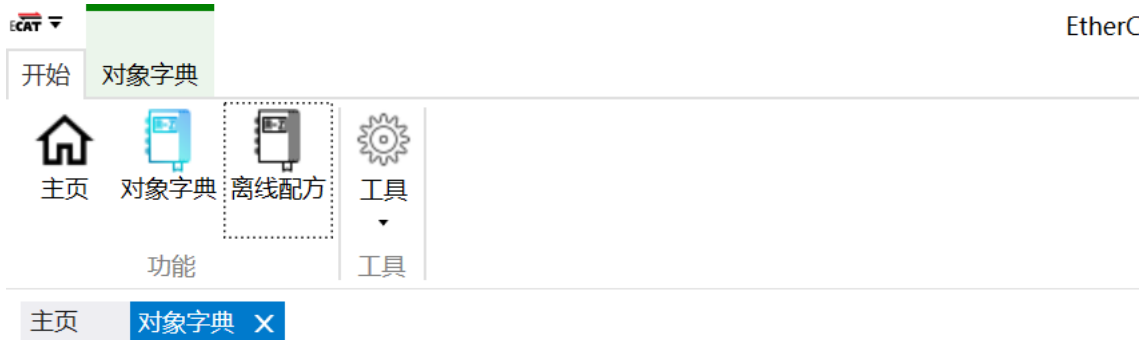 ECAT
EtherC
开始 对象字典
主页 对象字典 离线配方 工具
功能 工具
主页 对象字典 X